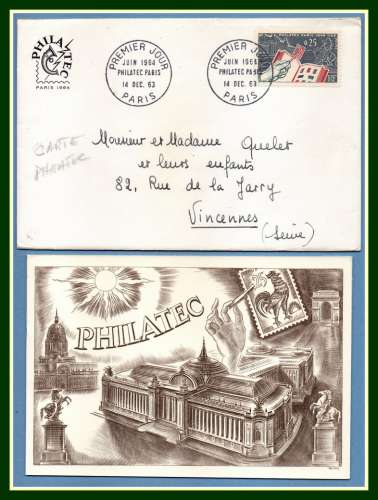 PHILATEC
PARIS 1964
PREMIER JOUR
JUIN 1964
PHILATEC PARIS
14 DEC. 63
PARIS
PREMIER JOUR
JUIN 1964
PHILATEC PARIS
14 DEC. 63
PARIS
0,25
Monsieur et Madame Quelet
et leurs enfants
82, Rue de la Jarry
Vincennes
(Seine)
CARTE
PHILATEC